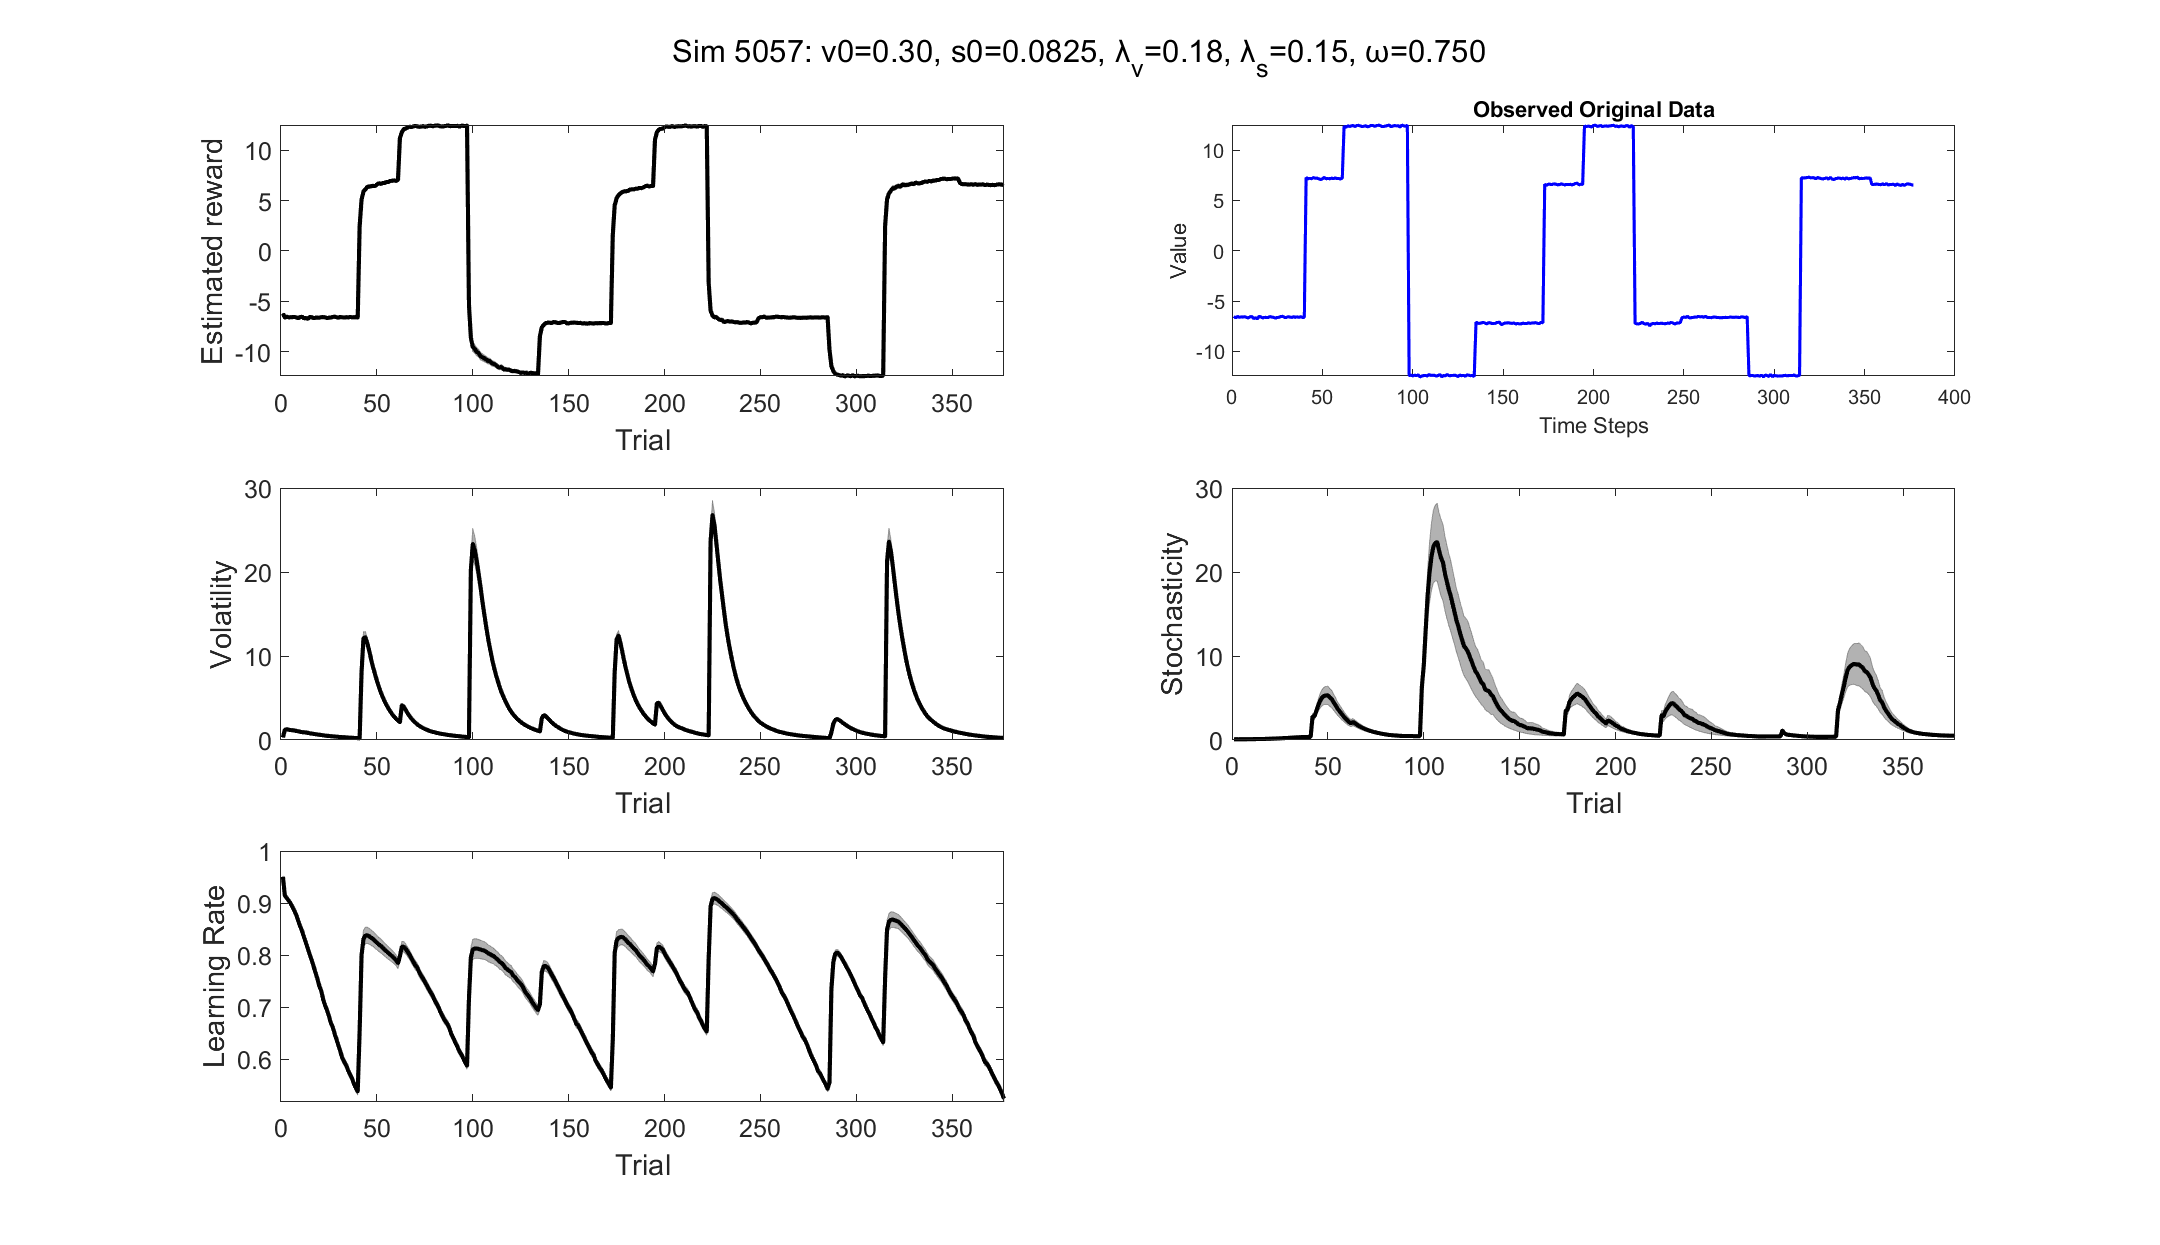 Sim 5057: v0=0.30, s0=0.0825, λ_v=0.18, λ_s=0.15, ω=0.750
Estimated reward
10
5
0
-5
-10
0 50 100 150 200 250 300 350
Trial
Observed Original Data
Value
10
5
0
-5
-10
0 50 100 150 200 250 300 350 400
Time Steps
Volatility
30
20
10
0
0 50 100 150 200 250 300 350
Trial
Stochasticity
30
20
10
0
0 50 100 150 200 250 300 350
Trial
Learning Rate
1
0.9
0.8
0.7
0.6
0 50 100 150 200 250 300 350
Trial